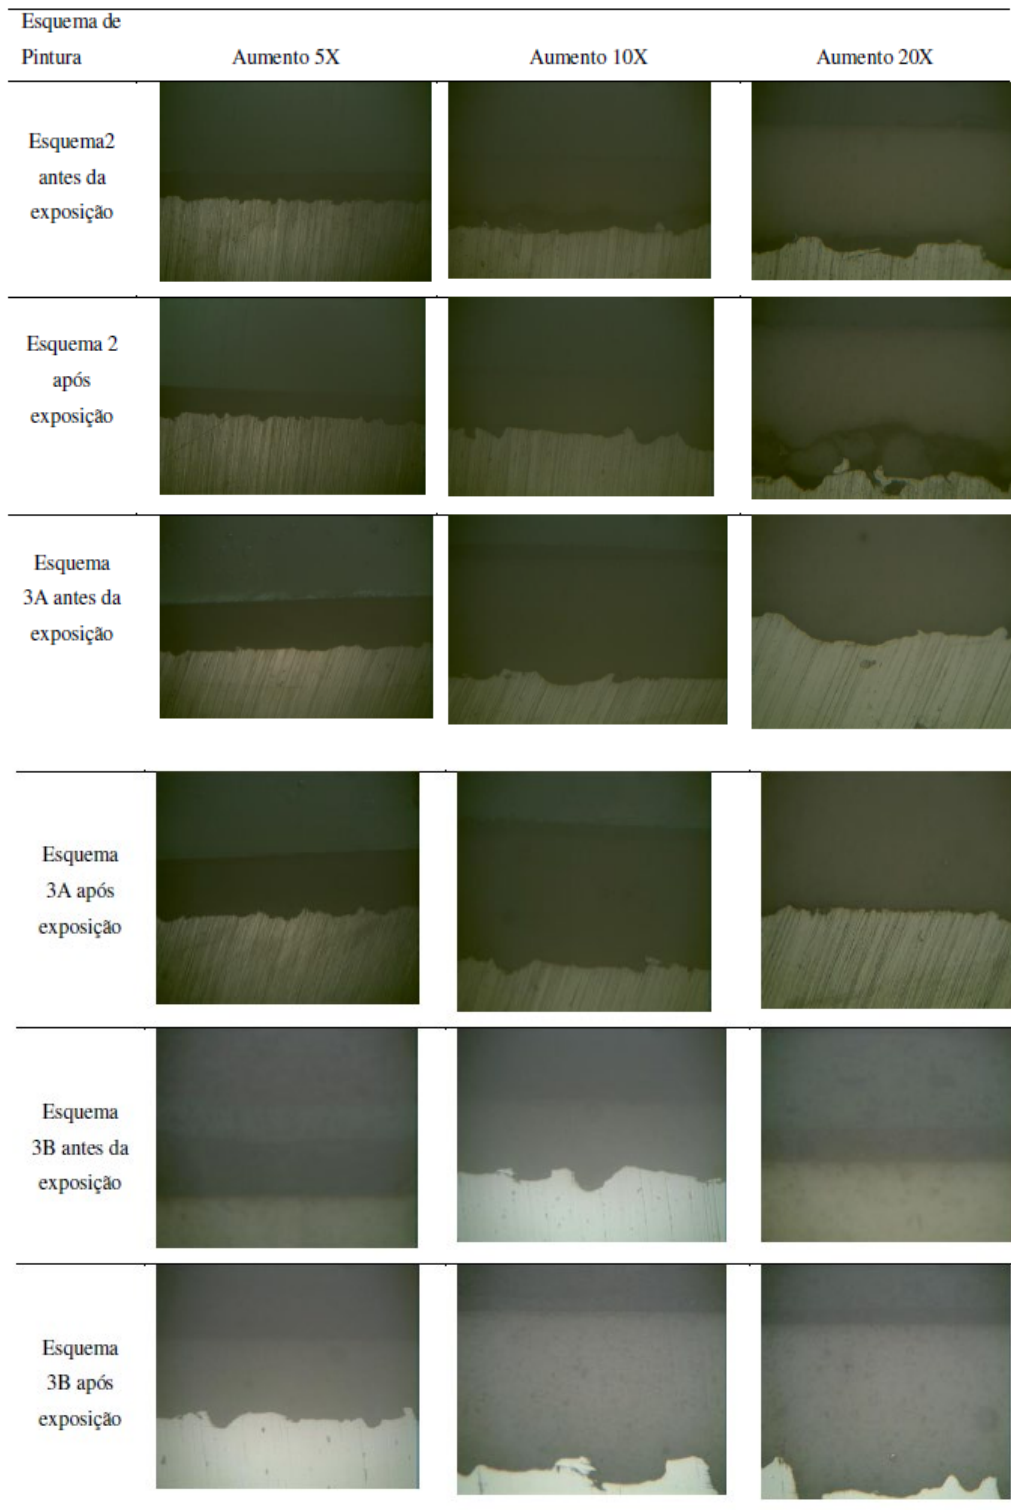 Esquema de
Pintura Aumento 5X Aumento 10X Aumento 20X
Esquema2
antes da
exposição
Esquema 2
após
exposição
Esquema
3A antes da
exposição
Esquema
3A após
exposição
Esquema
3B antes da
exposição
Esquema
3B após
exposição